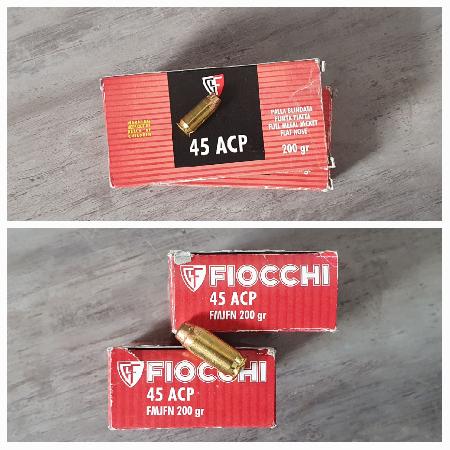 45 ACP
PALLA BLINDATA
PUNTA PIATTA
FULL METAL JACKET
FLAT NOSE
200 gr
FIOCCHI
45 ACP
FMJFN 200 gr
FIOCCHI
45 ACP
FMJFN 200 gr